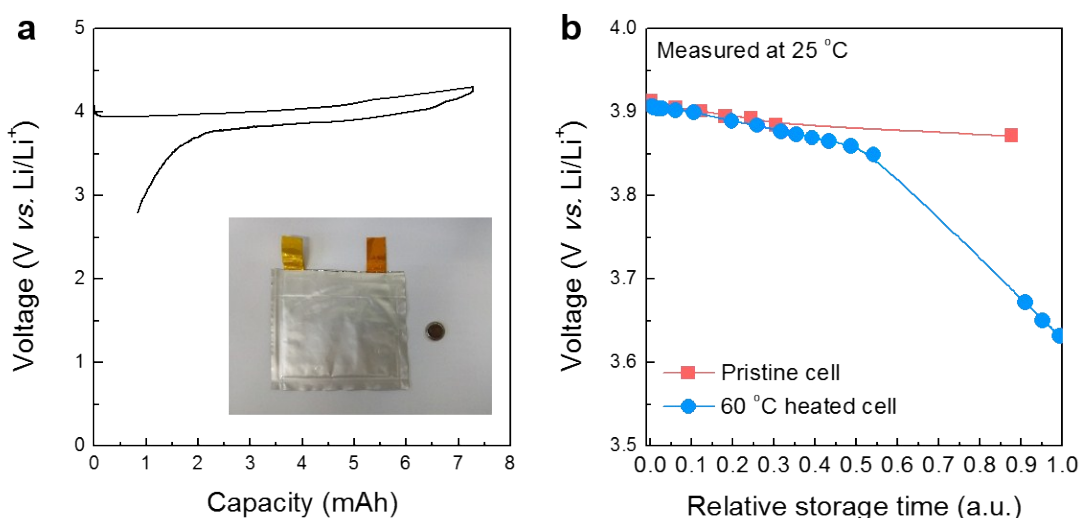 a
5
4
3
2
1
0
Voltage (V vs. Li/Li⁺)
0 1 2 3 4 5 6 7 8
Capacity (mAh)
b
Measured at 25 °C
4.0
3.9
3.8
3.7
3.6
3.5
Voltage (V vs. Li/Li⁺)
Pristine cell
60 °C heated cell
0.0 0.1 0.2 0.3 0.4 0.5 0.6 0.7 0.8 0.9 1.0
Relative storage time (a.u.)